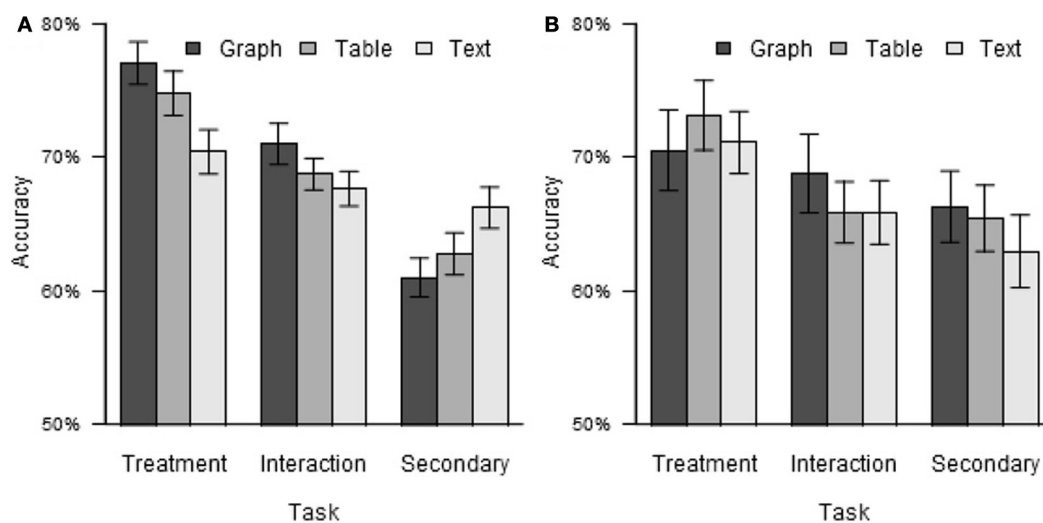 A
80%
70%
60%
50%
Accuracy
Graph Table Text
Treatment Interaction Secondary
Task
B
80%
70%
60%
50%
Accuracy
Graph Table Text
Treatment Interaction Secondary
Task